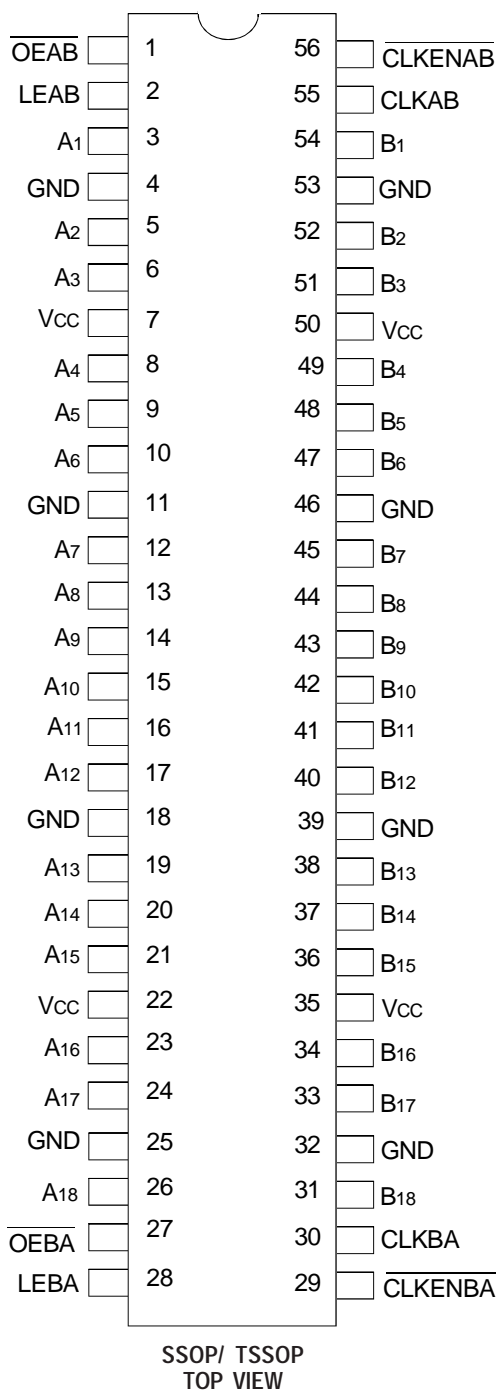 OEAB 1 56 CLKENAB
LEAB 2 55 CLKAB
A1 3 54 B1
GND 4 53 GND
A2 5 52 B2
A3 6 51 B3
VCC 7 50 VCC
A4 8 49 B4
A5 9 48 B5
A6 10 47 B6
GND 11 46 GND
A7 12 45 B7
A8 13 44 B8
A9 14 43 B9
A10 15 42 B10
A11 16 41 B11
A12 17 40 B12
GND 18 39 GND
A13 19 38 B13
A14 20 37 B14
A15 21 36 B15
VCC 22 35 VCC
A16 23 34 B16
A17 24 33 B17
GND 25 32 GND
A18 26 31 B18
OEBA 27 30 CLKBA
LEBA 28 29 CLKENBA
SSOP/ TSSOP
TOP VIEW